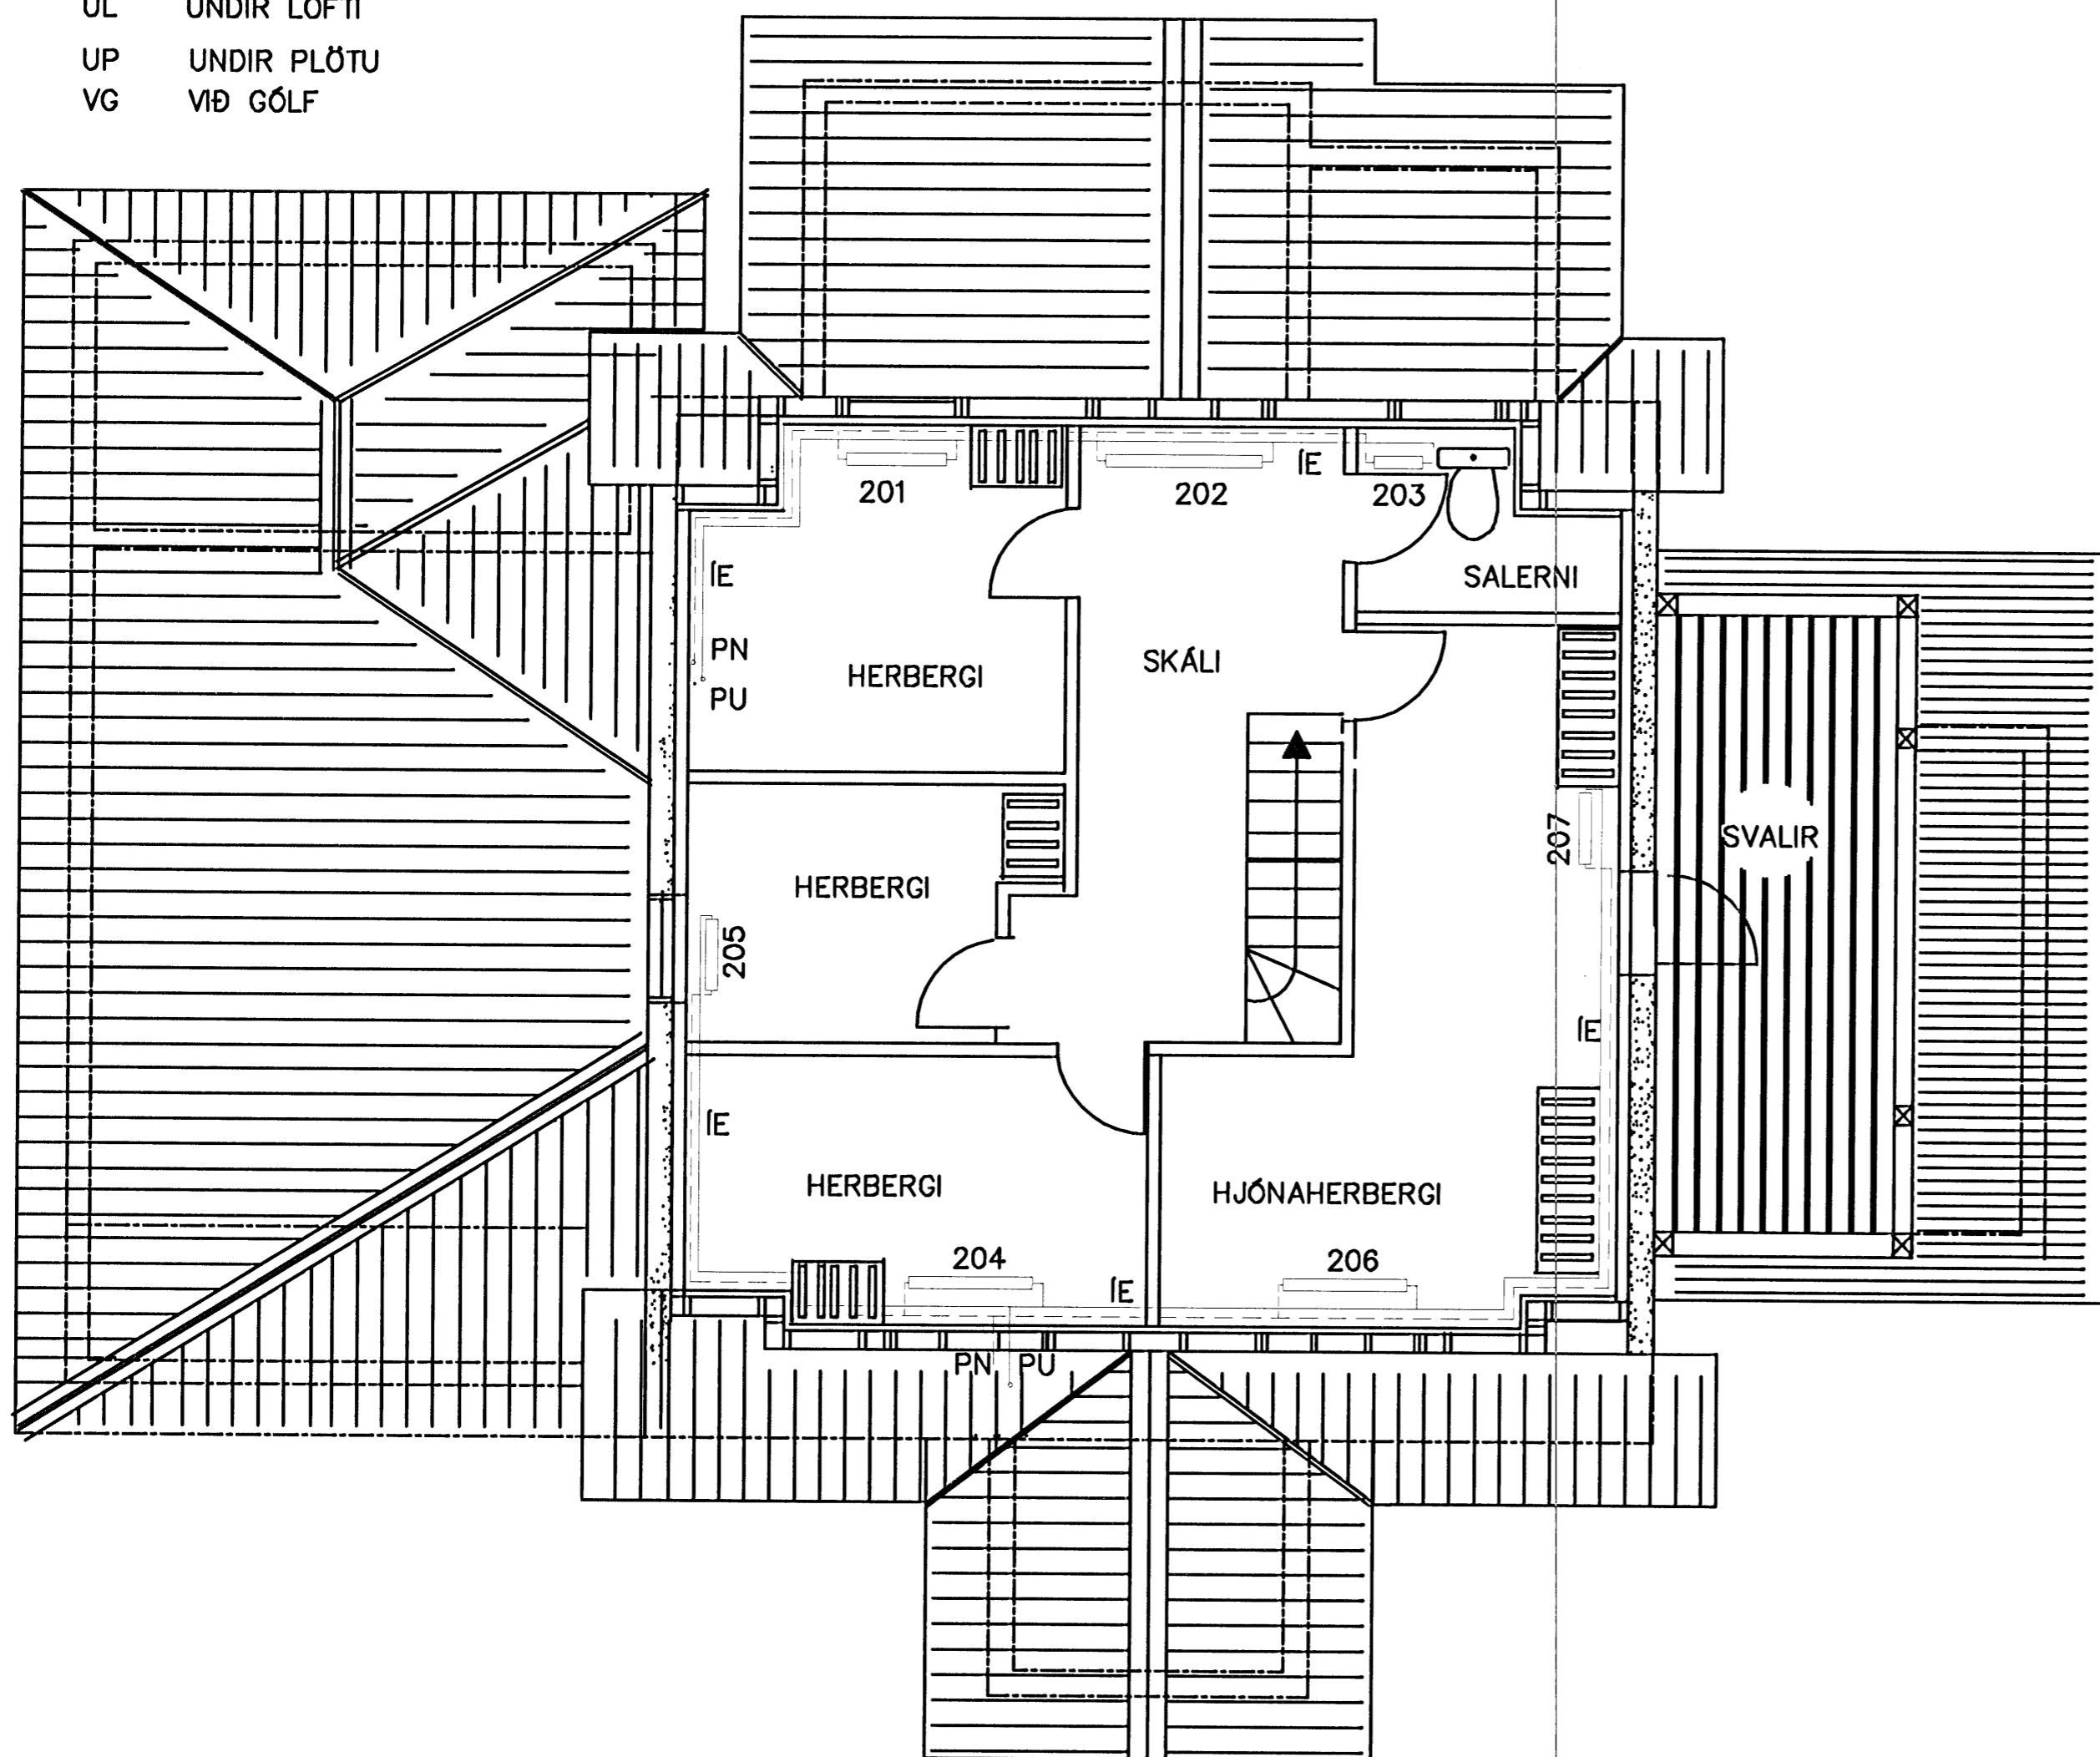 UL UNDIR LOFTI
UP UNDIR PLÖTU
VG VIÐ GÓLF
201
202
ÍE
203
ÍE
SALERNI
PN
HERBERGI
SKÁLI
PU
207
SVALIR
HERBERGI
205
ÍE
ÍE
HERBERGI
HJÓNAHERBERGI
204
206
ÍE
PN PU